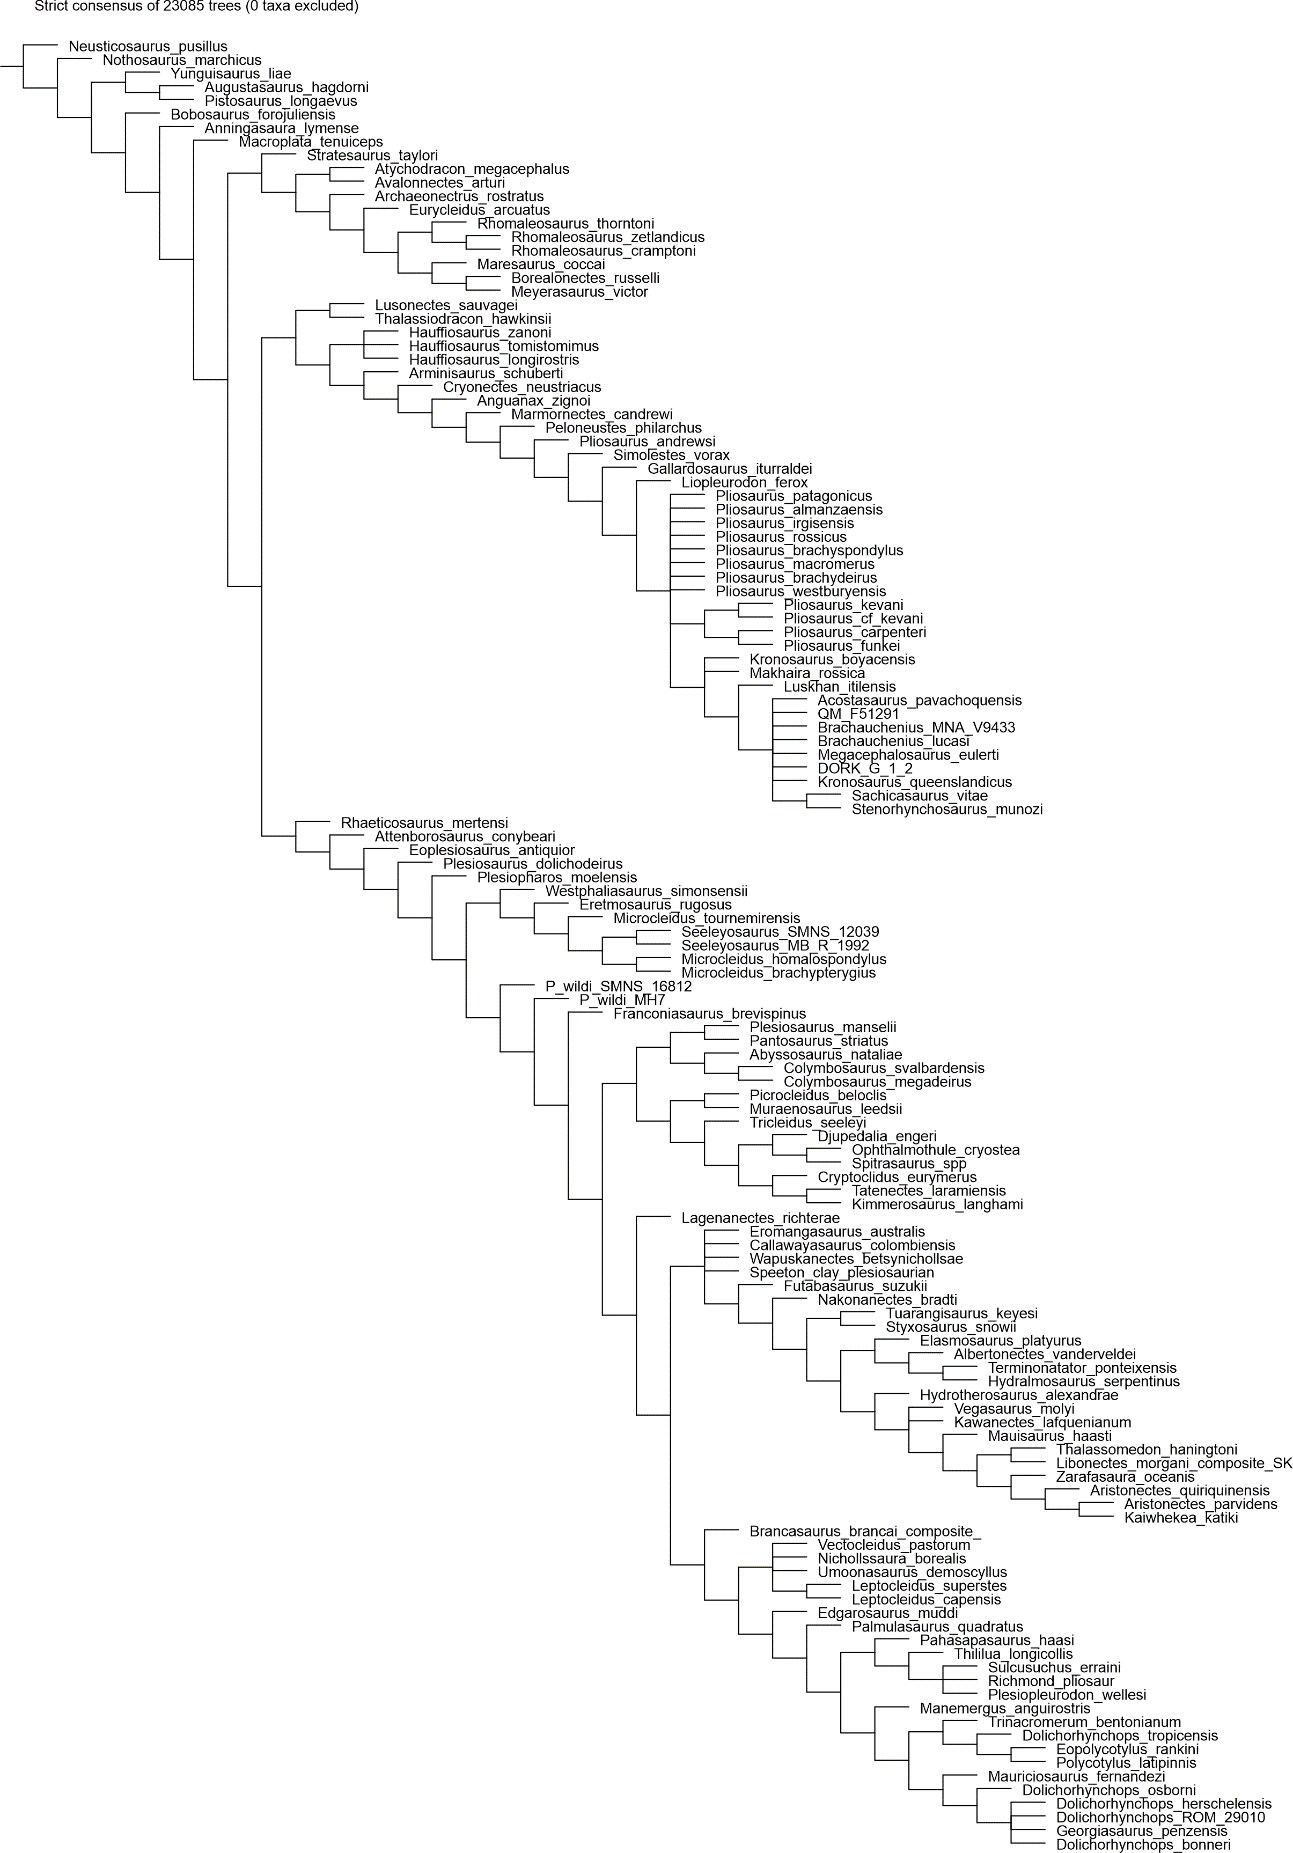 Strict consensus of 23085 trees (0 taxa excluded)
Neusticosaurus_pusillus
Nothosaurus_marchicus
Yunguisaurus_liae
Augustasaurus_hagdorni
Pistosaurus_longaevus
Bobosaurus_forojuliensis
Anningasaura_lymense
Macroplata_tenuiceps
Stratesaurus_taylori
Atychodracon_megacephalus
Avalonnectes_arturi
Archaeonectrus_rostratus
Eurycleidus_arcuatus
Rhomaleosaurus_thorntoni
Rhomaleosaurus_zetlandicus
Rhomaleosaurus_cramptoni
Maresaurus_coccai
Borealonectes_russelli
Meyerasaurus_victor
Lusonectes_sauvagei
Thalassiodracon_hawkinsii
Hauffiosaurus_zanoni
Hauffiosaurus_tomistomimus
Hauffiosaurus_longirostris
Arminisaurus_schuberti
Cryonectes_neustriacus
Anguanax_zignoi
Marmornectes_candrewi
Peloneustes_philarchus
Pliosaurus_andrewsi
Simolestes_vorax
Gallardosaurus_iturraldei
Liopleurodon_ferox
Pliosaurus_patagonicus
Pliosaurus_almanzaensis
Pliosaurus_irgisensis
Pliosaurus_rossicus
Pliosaurus_brachyspondylus
Pliosaurus_macromerus
Pliosaurus_brachydeirus
Pliosaurus_westburyensis
Pliosaurus_kevani
Pliosaurus_cf_kevani
Pliosaurus_carpenteri
Pliosaurus_funkei
Kronosaurus_boyacensis
Makhaira_rossica
Luskhan_itilensis
Acostasaurus_pavachoquensis
QM_F51291
Brachauchenius_MNA_V9433
Brachauchenius_lucasi
Megacephalosaurus_eulerti
DORK_G_1_2
Kronosaurus_queenslandicus
Sachicasaurus_vitae
Stenorhynchosaurus_munozi
Rhaeticosaurus_mertensi
Attenborosaurus_conybeari
Eoplesiosaurus_antiquior
Plesiosaurus_dolichodeirus
Plesiopharos_moelensis
Westphaliasaurus_simonsensii
Eretmosaurus_rugosus
Microcleidus_tournemirensis
Seeleyosaurus_SMNS_12039
Seeleyosaurus_MB_R_1992
Microcleidus_homalospondylus
Microcleidus_brachypterygius
P_wildi_SMNS_16812
P_wildi_MH7
Franconiasaurus_brevispinus
Plesiosaurus_manselii
Pantosaurus_striatus
Abyssosaurus_nataliae
Colymbosaurus_svalbardensis
Colymbosaurus_megadeirus
Picrocleidus_beloclis
Muraenosaurus_leedsii
Tricleidus_seeleyi
Djupedalia_engeri
Ophthalmothule_cryostea
Spitrasaurus_spp
Cryptoclidus_eurymerus
Tatenectes_laramiensis
Kimmerosaurus_langhami
Lagenanectes_richterae
Eromangasaurus_australis
Callawayasaurus_colombiensis
Wapuskanectes_betsynichollsae
Speeton_clay_plesiosaurian
Futabasaurus_suzukii
Nakonanectes_bradti
Tuarangisaurus_keyesi
Styxosaurus_snowii
Elasmosaurus_platyurus
Albertonectes_vanderveldei
Terminonatator_ponteixensis
Hydralmosaurus_serpentinus
Hydrotherosaurus_alexandrae
Vegasaurus_molyi
Kawanectes_lafquenianum
Mauisaurus_haasti
Thalassomedon_haningtoni
Libonectes_morgani_composite_SK
Zarafasaura_oceanis
Aristonectes_quiriquinensis
Aristonectes_parvidens
Kaiwhekea_katiki
Brancasaurus_brancai_composite_
Vectocleidus_pastorum
Nichollssaura_borealis
Umoonasaurus_demoscyllus
Leptocleidus_superstes
Leptocleidus_capensis
Edgarosaurus_muddi
Palmulasaurus_quadratus
Pahasapasaurus_haasi
Thililua_longicollis
Sulcusuchus_erraini
Richmond_pliosaur
Plesiopleurodon_wellesi
Manemergus_anguirostris
Trinacromerum_bentonianum
Dolichorhynchops_tropicensis
Eopolycotylus_rankini
Polycotylus_latipinnis
Mauriciosaurus_fernandezi
Dolichorhynchops_osborni
Dolichorhynchops_herschelensis
Dolichorhynchops_ROM_29010
Georgiasaurus_penzensis
Dolichorhynchops_bonneri